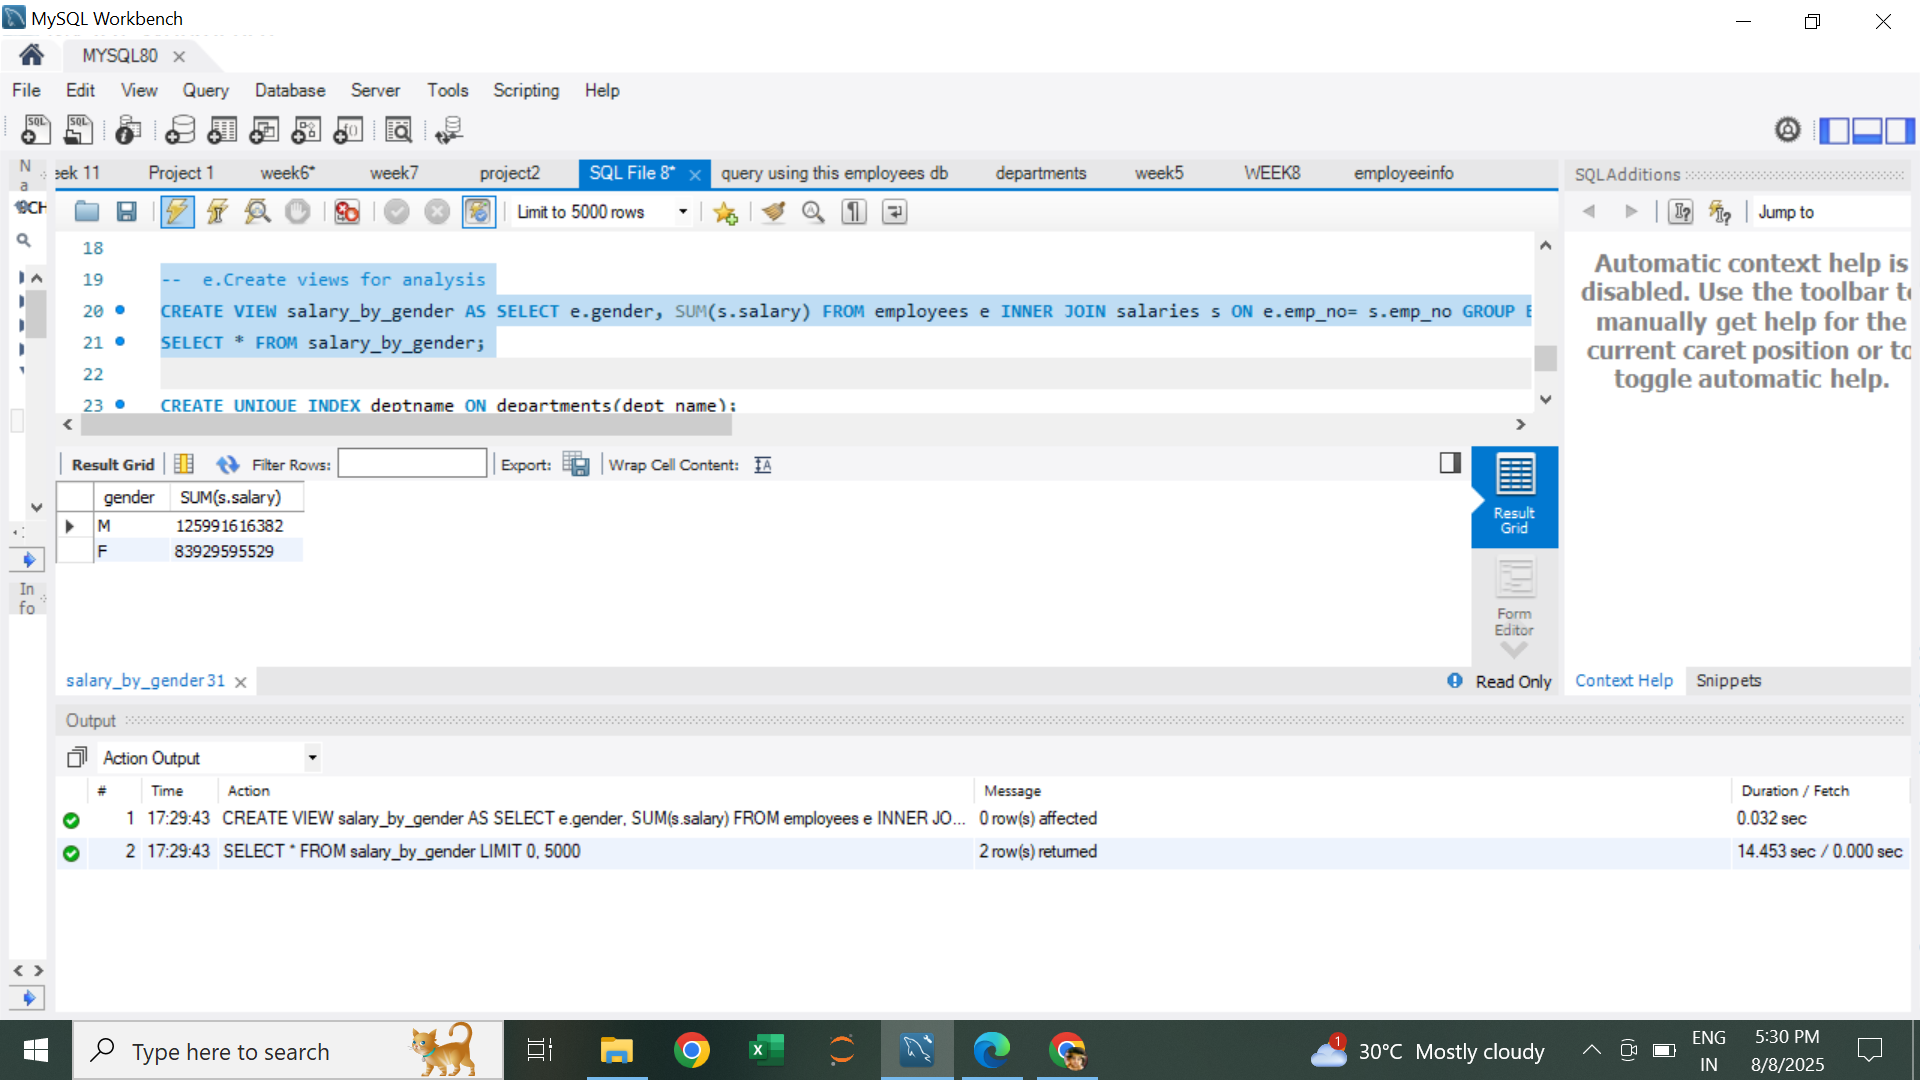 MySQL Workbench
MYSQL80
File Edit View Query Database Server Tools Scripting Help
eek 11 Project 1 week6* week7 project2 SQL File 8* query using this employees db departments week5 WEEK8 employeeinfo
SQLAdditions
N
a
CH
Limit to 5000 rows
Jump to
18
19 -- e.Create views for analysis
20 CREATE VIEW salary_by_gender AS SELECT e.gender, SUM(s.salary) FROM employees e INNER JOIN salaries s ON e.emp_no= s.emp_no GROUP
21 SELECT * FROM salary_by_gender;
22
23 CREATE UNIQUE INDEX deptname ON departments(dept_name);
Automatic context help is
disabled. Use the toolbar to
manually get help for the
current caret position or to
toggle automatic help.
Result Grid Filter Rows: Export: Wrap Cell Content:
gender SUM(s.salary)
M 125991616382
F 83929595529
Result
Grid
Form
Editor
In
fo
salary_by_gender 31
Read Only
Context Help Snippets
Output
Action Output
# Time Action Message Duration / Fetch
1 17:29:43 CREATE VIEW salary_by_gender AS SELECT e.gender, SUM(s.salary) FROM employees e INNER JO... 0 row(s) affected 0.032 sec
2 17:29:43 SELECT * FROM salary_by_gender LIMIT 0, 5000 2 row(s) returned 14.453 sec / 0.000 sec
Type here to search
1
30°C Mostly cloudy
ENG
IN
5:30 PM
8/8/2025